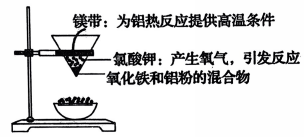 镁带：为铝热反应提供高温条件
氯酸钾：产生氧气，引发反应
氧化铁和铝粉的混合物